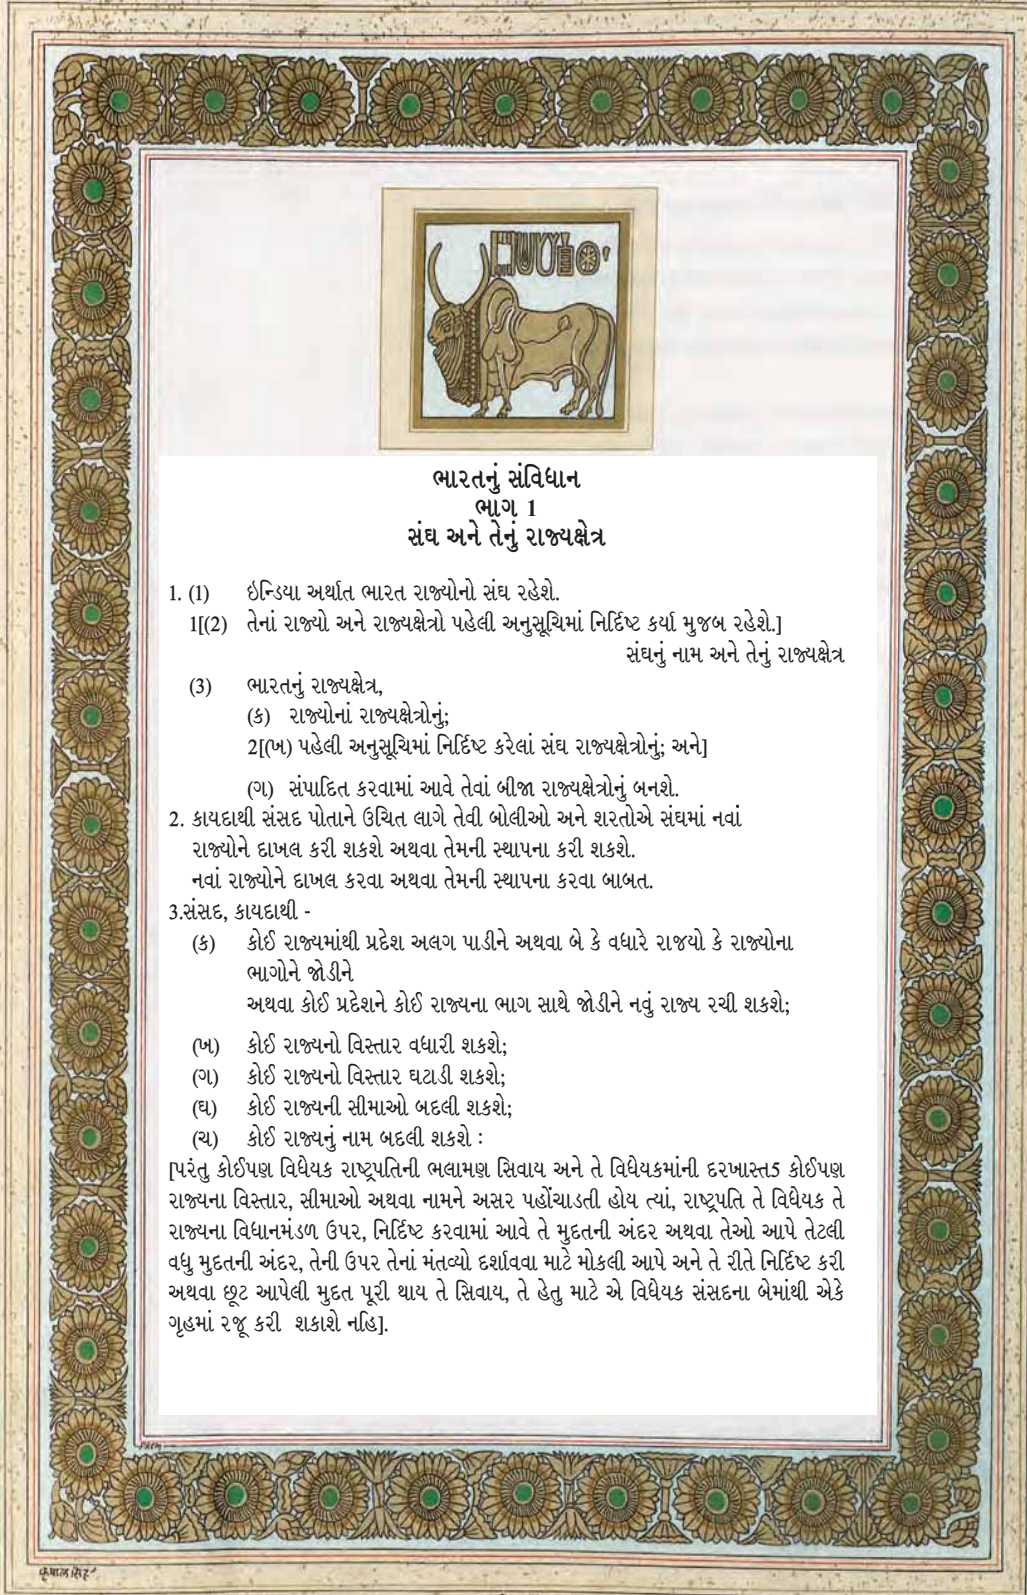 ભારતનું સંવિધાન
ભાગ 1
સંઘ અને તેનું રાજ્યક્ષેત્ર
1. (1) ઇન્ડિયા અર્થાત ભારત રાજ્યોનો સંઘ રહેશે.
1[(2) તેનાં રાજ્યો અને રાજ્યક્ષેત્રો પહેલી અનુસૂચિમાં નિર્દિષ્ટ કર્યા મુજબ રહેશે.]
સંઘનું નામ અને તેનું રાજ્યક્ષેત્ર
(3) ભારતનું રાજ્યક્ષેત્ર,
(ક) રાજ્યોનાં રાજ્યક્ષેત્રોનું;
2[(ખ) પહેલી અનુસૂચિમાં નિર્દિષ્ટ કરેલાં સંઘ રાજ્યક્ષેત્રોનું; અને]
(ગ) સંપાદિત કરવામાં આવે તેવાં બીજા રાજ્યક્ષેત્રોનું બનશે.
2. કાયદાથી સંસદ પોતાને ઉચિત લાગે તેવી બોલીઓ અને શરતોએ સંઘમાં નવાં
રાજ્યોને દાખલ કરી શકશે અથવા તેમની સ્થાપના કરી શકશે.
નવાં રાજ્યોને દાખલ કરવા અથવા તેમની સ્થાપના કરવા બાબત.
3.સંસદ, કાયદાથી -
(ક) કોઈ રાજ્યમાંથી પ્રદેશ અલગ પાડીને અથવા બે કે વધારે રાજયો કે રાજ્યોના
ભાગોને જોડીને
અથવા કોઈ પ્રદેશને કોઈ રાજ્યના ભાગ સાથે જોડીને નવું રાજ્ય રચી શકશે;
(ખ) કોઈ રાજ્યનો વિસ્તાર વધારી શકશે;
(ગ) કોઈ રાજ્યનો વિસ્તાર ઘટાડી શકશે;
(ઘ) કોઈ રાજ્યની સીમાઓ બદલી શકશે;
(ચ) કોઈ રાજ્યનું નામ બદલી શકશે :
[પરંતુ કોઈપણ વિધેયક રાષ્ટ્રપતિની ભલામણ સિવાય અને તે વિધેયકમાંની દરખાસ્ત5 કોઈપણ
રાજ્યના વિસ્તાર, સીમાઓ અથવા નામને અસર પહોંચાડતી હોય ત્યાં, રાષ્ટ્રપતિ તે વિધેયક તે
રાજ્યના વિધાનમંડળ ઉપર, નિર્દિષ્ટ કરવામાં આવે તે મુદતની અંદર અથવા તેઓ આપે તેટલી
વધુ મુદતની અંદર, તેની ઉપર તેનાં મંતવ્યો દર્શાવવા માટે મોકલી આપે અને તે રીતે નિર્દિષ્ટ કરી
અથવા છૂટ આપેલી મુદત પૂરી થાય તે સિવાય, તે હેતુ માટે એ વિધેયક સંસદના બેમાંથી એકે
ગૃહમાં રજૂ કરી શકાશે નહિ].
कृपालसिंह